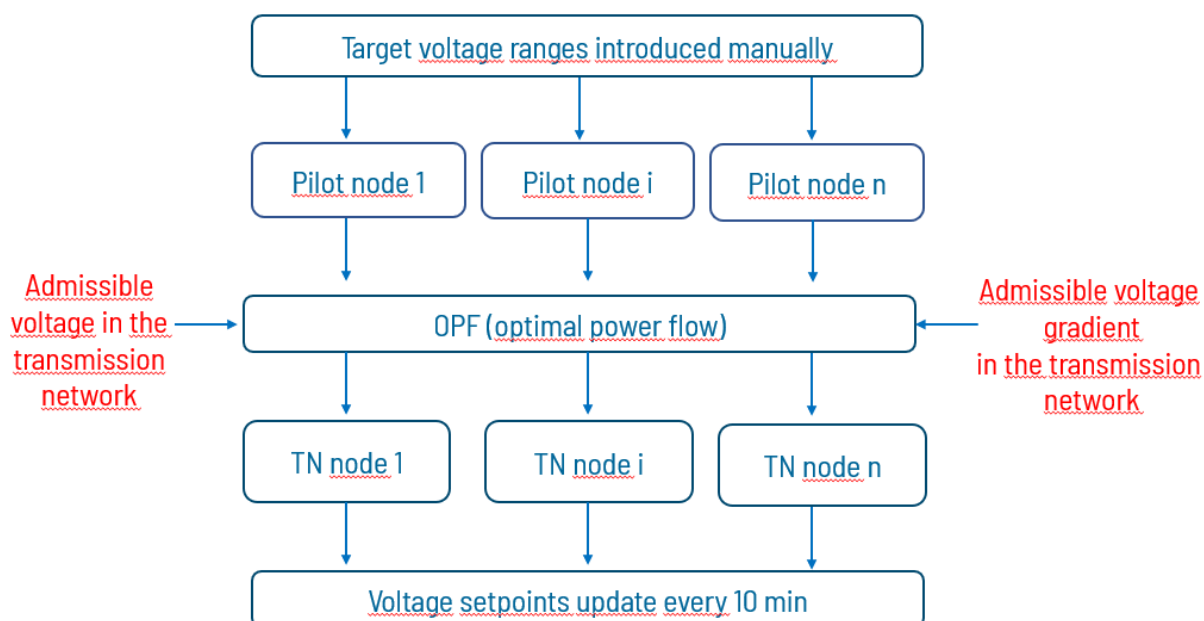 Target voltage ranges introduced manually
Pilot node 1
Pilot node i
Pilot node n
Admissible
voltage in the
transmission
network
OPF (optimal power flow)
Admissible voltage
gradient
in the transmission
network
TN node 1
TN node i
TN node n
Voltage setpoints update every 10 min